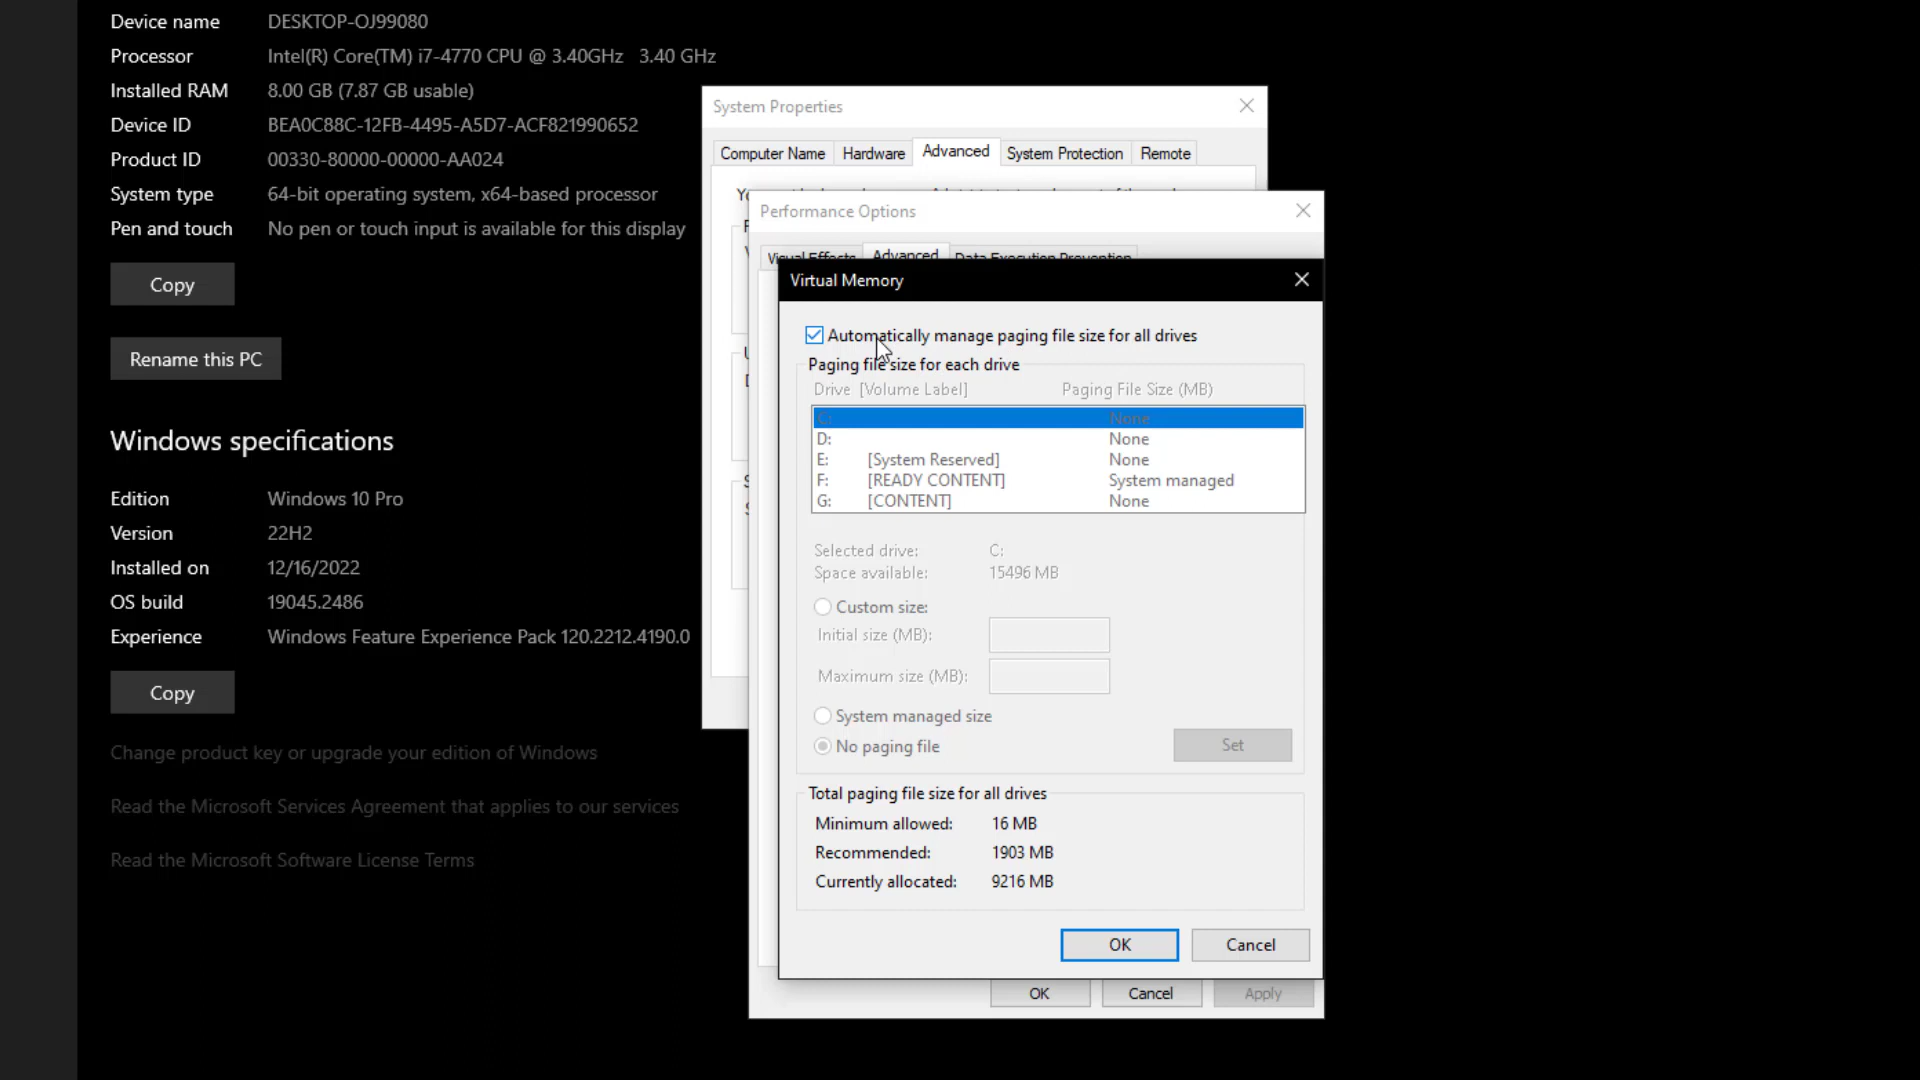 Device name DESKTOP-OJ99080
Processor Intel(R) Core(TM) i7-4770 CPU @ 3.40GHz 3.40 GHz
Installed RAM 8.00 GB (7.87 GB usable)
Device ID BEA0C88C-12FB-4495-A5D7-ACF821990652
Product ID 00330-80000-00000-AA024
System type 64-bit operating system, x64-based processor
Pen and touch No pen or touch input is available for this display
Copy
Rename this PC
Windows specifications
Edition Windows 10 Pro
Version 22H2
Installed on 12/16/2022
OS build 19045.2486
Experience Windows Feature Experience Pack 120.2212.4190.0
Copy
Change product key or upgrade your edition of Windows
Read the Microsoft Services Agreement that applies to our services
Read the Microsoft Software License Terms
System Properties
Computer Name Hardware Advanced System Protection Remote
Performance Options
Visual Effects Advanced Data Execution Prevention
Virtual Memory
Automatically manage paging file size for all drives
Paging file size for each drive
Drive [Volume Label] Paging File Size (MB)
C: None
D: None
E: [System Reserved] None
F: [READY CONTENT] System managed
G: [CONTENT] None
Selected drive: C:
Space available: 15496 MB
Custom size:
Initial size (MB):
Maximum size (MB):
System managed size
No paging file
Set
Total paging file size for all drives
Minimum allowed: 16 MB
Recommended: 1903 MB
Currently allocated: 9216 MB
OK Cancel
OK Cancel Apply